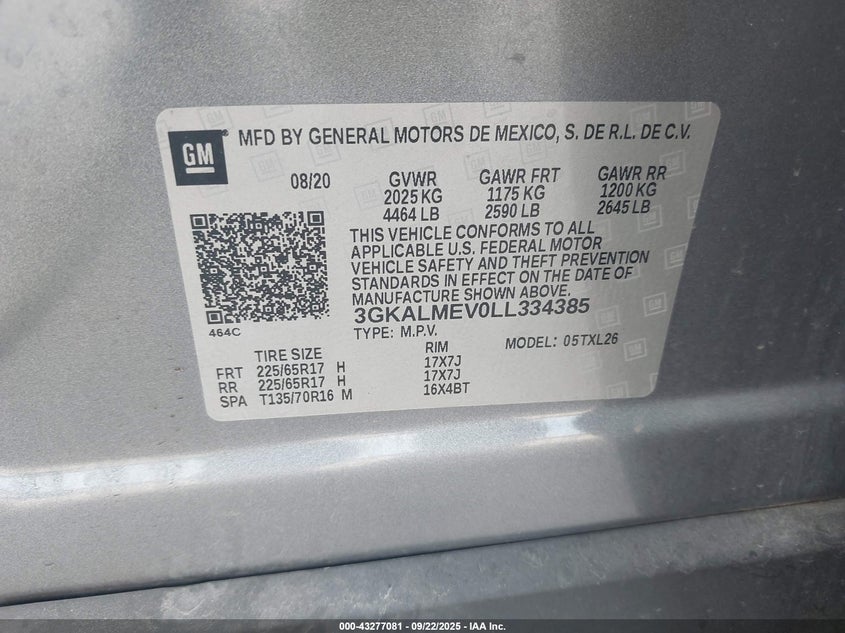 GM
MFD BY GENERAL MOTORS DE MEXICO, S. DE R.L. DE C.V.
08/20 GVWR GAWR FRT GAWR RR
2025 KG 1175 KG 1200 KG
4464 LB 2590 LB 2645 LB
THIS VEHICLE CONFORMS TO ALL
APPLICABLE U.S. FEDERAL MOTOR
VEHICLE SAFETY AND THEFT PREVENTION
STANDARDS IN EFFECT ON THE DATE OF
MANUFACTURE SHOWN ABOVE.
3GKALMEV0LL334385
464C
TYPE: M.P.V. MODEL: 05TXL26
TIRE SIZE RIM
FRT 225/65R17 H 17X7J
RR 225/65R17 H 17X7J
SPA T135/70R16 M 16X4BT
000-43277081 - 09/22/2025 - IAA Inc.